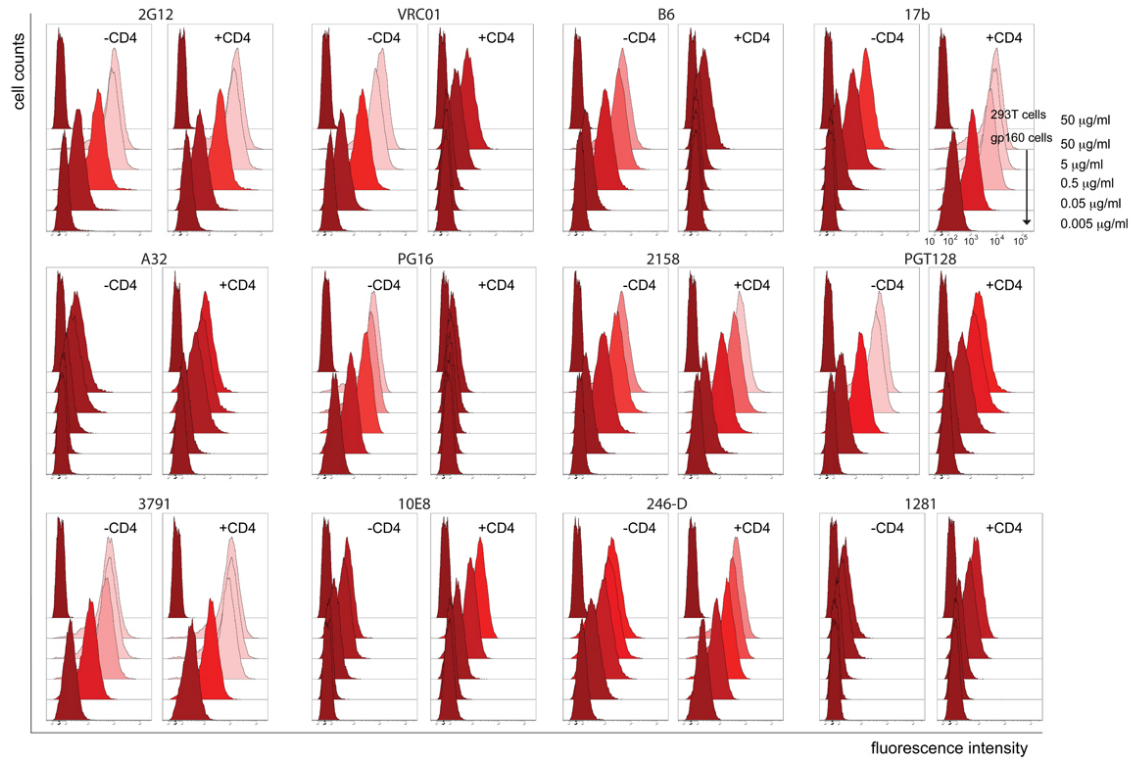 2G12 VRC01 B6 17b
cell counts
-CD4 +CD4 -CD4 +CD4 -CD4 +CD4 -CD4 +CD4
293T cells 50 µg/ml
gp160 cells 50 µg/ml
5 µg/ml
0.5 µg/ml
0.05 µg/ml
0.005 µg/ml
10 10² 10³ 10⁴ 10⁵
A32 PG16 2158 PGT128
-CD4 +CD4 -CD4 +CD4 -CD4 +CD4 -CD4 +CD4
3791 10E8 246-D 1281
-CD4 +CD4 -CD4 +CD4 -CD4 +CD4 -CD4 +CD4
fluorescence intensity